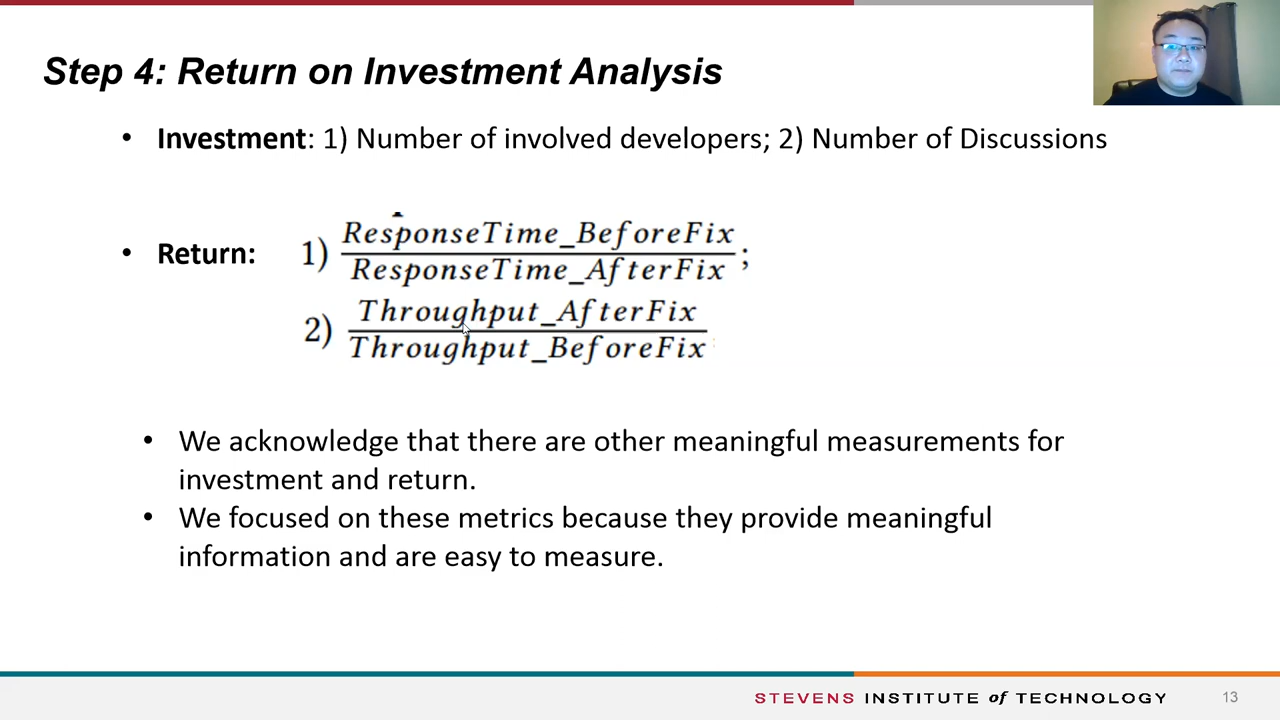 Step 4: Return on Investment Analysis
• Investment: 1) Number of involved developers; 2) Number of Discussions
• Return: 1) ResponseTime_BeforeFix
ResponseTime_AfterFix ;
2) Throughput_AfterFix
Throughput_BeforeFix
• We acknowledge that there are other meaningful measurements for
investment and return.
• We focused on these metrics because they provide meaningful
information and are easy to measure.
STEVENS INSTITUTE of TECHNOLOGY 13